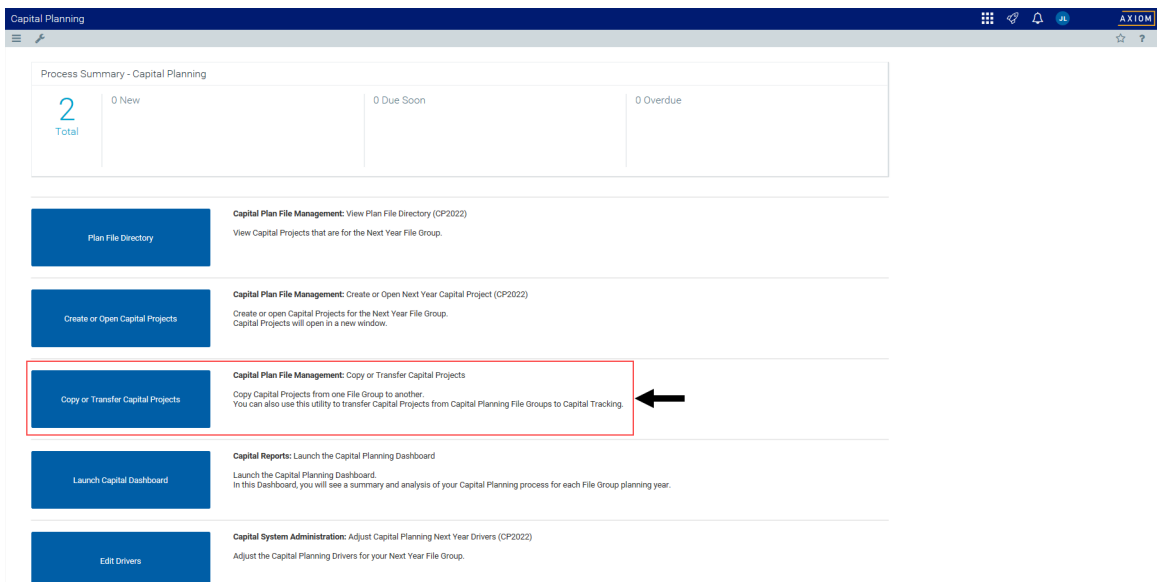 Capital Planning
JL
AXIOM
?
Process Summary - Capital Planning
2
Total
0 New
0 Due Soon
0 Overdue
Plan File Directory
Capital Plan File Management: View Plan File Directory (CP2022)
View Capital Projects that are for the Next Year File Group.
Create or Open Capital Projects
Capital Plan File Management: Create or Open Next Year Capital Project (CP2022)
Create or open Capital Projects for the Next Year File Group.
Capital Projects will open in a new window.
Copy or Transfer Capital Projects
Capital Plan File Management: Copy or Transfer Capital Projects
Copy Capital Projects from one File Group to another.
You can also use this utility to transfer Capital Projects from Capital Planning File Groups to Capital Tracking.
Launch Capital Dashboard
Capital Reports: Launch the Capital Planning Dashboard
Launch the Capital Planning Dashboard.
In this Dashboard, you will see a summary and analysis of your Capital Planning process for each File Group planning year.
Edit Drivers
Capital System Administration: Adjust Capital Planning Next Year Drivers (CP2022)
Adjust the Capital Planning Drivers for your Next Year File Group.